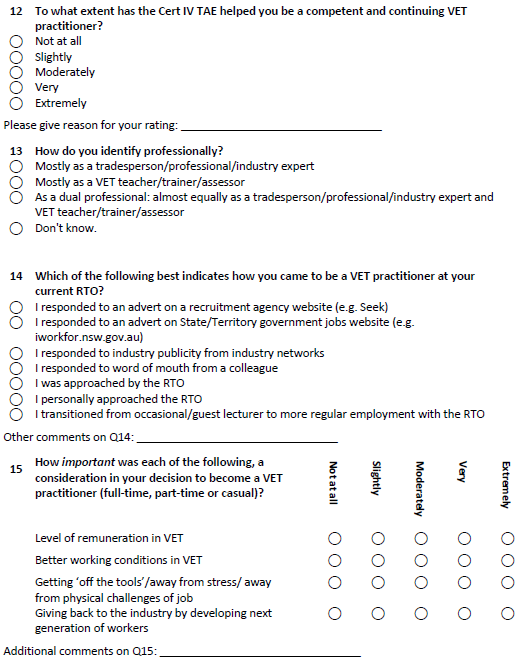 12 To what extent has the Cert IV TAE helped you be a competent and continuing VET
practitioner?
Not at all
Slightly
Moderately
Very
Extremely
Please give reason for your rating:
13 How do you identify professionally?
Mostly as a tradesperson/professional/industry expert
Mostly as a VET teacher/trainer/assessor
As a dual professional: almost equally as a tradesperson/professional/industry expert and
VET teacher/trainer/assessor
Don't know.
14 Which of the following best indicates how you came to be a VET practitioner at your
current RTO?
I responded to an advert on a recruitment agency website (e.g. Seek)
I responded to an advert on State/Territory government jobs website (e.g.
iworkfor.nsw.gov.au)
I responded to industry publicity from industry networks
I responded to word of mouth from a colleague
I was approached by the RTO
I personally approached the RTO
I transitioned from occasional/guest lecturer to more regular employment with the RTO
Other comments on Q14:
15 How important was each of the following, a
consideration in your decision to become a VET
practitioner (full-time, part-time or casual)?
Not at all
Slightly
Moderately
Very
Extremely
Level of remuneration in VET
Better working conditions in VET
Getting ‘off the tools’/away from stress/ away
from physical challenges of job
Giving back to the industry by developing next
generation of workers
Additional comments on Q15: